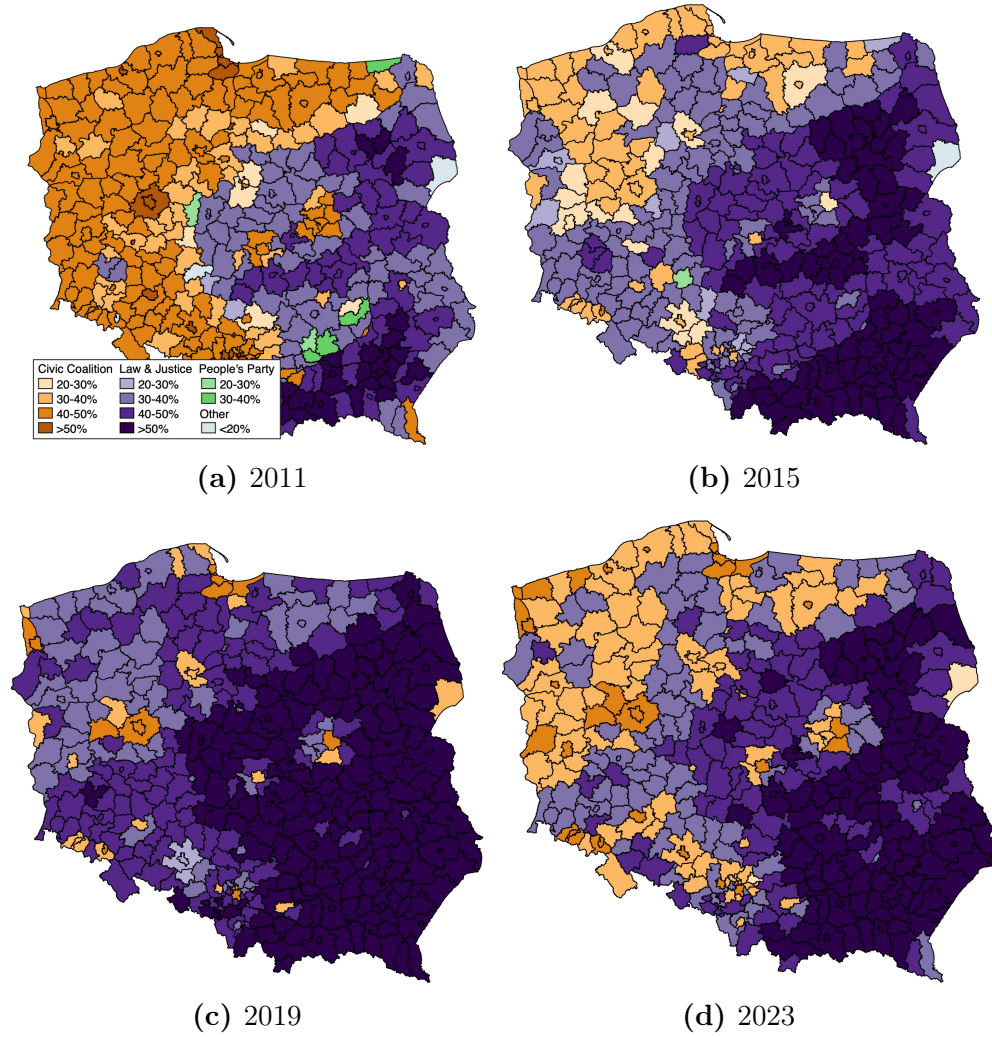 Civic Coalition Law & Justice People's Party
20-30% 20-30% 20-30%
30-40% 30-40% 30-40%
40-50% 40-50% Other
>50% >50% <20%
(a) 2011
(b) 2015
(c) 2019
(d) 2023